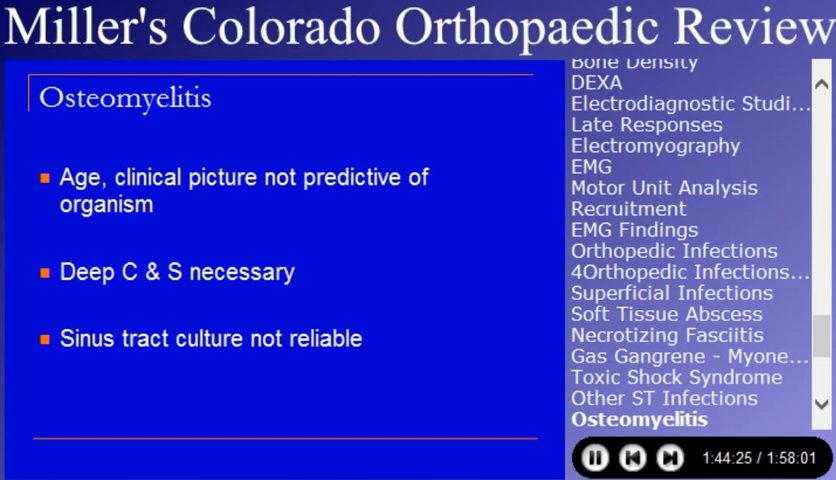 Miller's Colorado Orthopaedic Review
Osteomyelitis
Age, clinical picture not predictive of
organism
Deep C & S necessary
Sinus tract culture not reliable
Bone Density
DEXA
Electrodiagnostic Studi...
Late Responses
Electromyography
EMG
Motor Unit Analysis
Recruitment
EMG Findings
Orthopedic Infections
4Orthopedic Infections...
Superficial Infections
Soft Tissue Abscess
Necrotizing Fasciitis
Gas Gangrene - Myone...
Toxic Shock Syndrome
Other ST Infections
Osteomyelitis
1:44:25 / 1:58:01